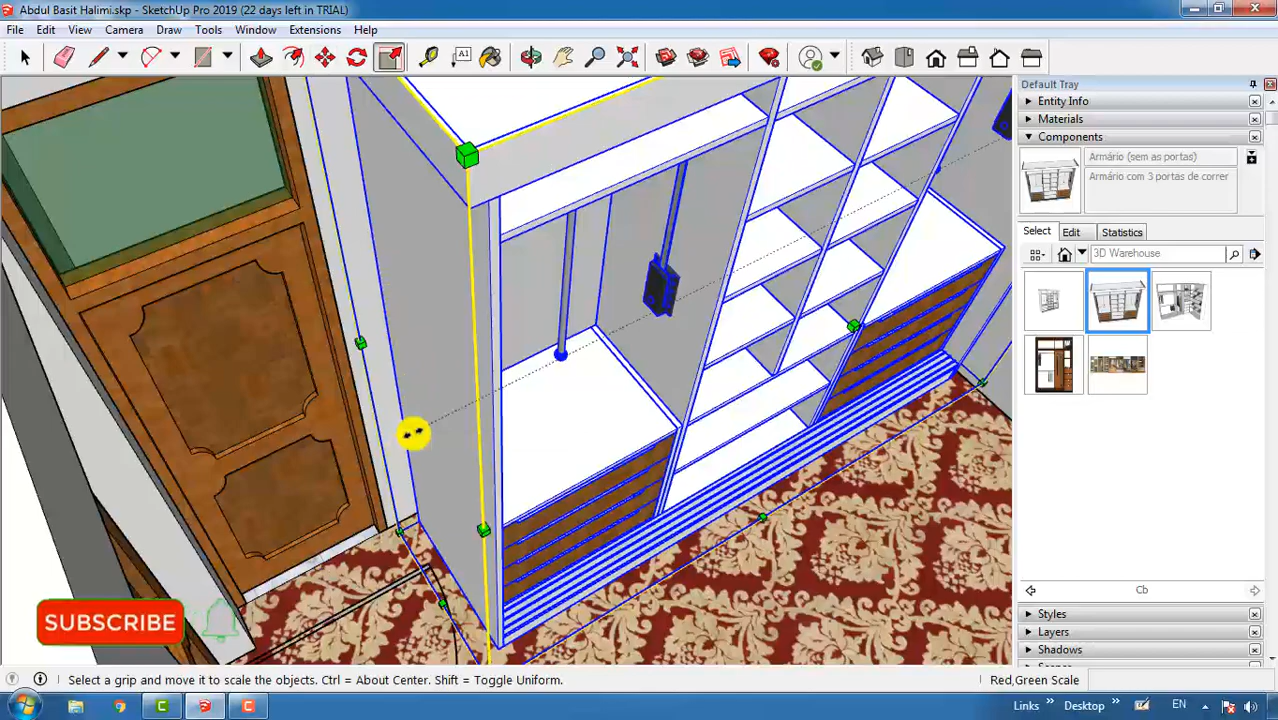 Abdul Basit Halimi.skp - SketchUp Pro 2019 (22 days left in TRIAL)
File Edit View Camera Draw Tools Window Extensions Help
A1
Default Tray
Entity Info
Materials
Components
Armário (sem as portas)
Armário com 3 portas de correr
Select Edit Statistics
3D Warehouse
Cb
Styles
Layers
Shadows
SUBSCRIBE
Select a grip and move it to scale the objects. Ctrl = About Center. Shift = Toggle Uniform.
Red,Green Scale
Links Desktop EN